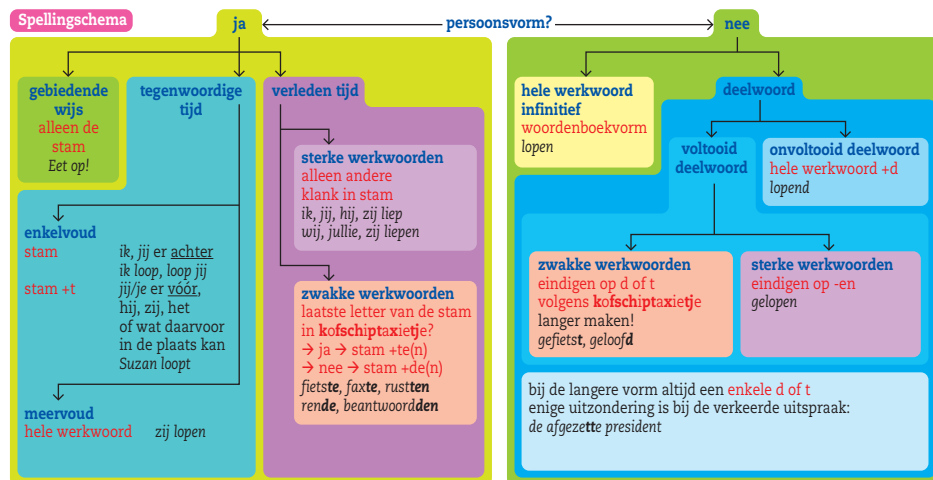 Spellingschema
ja
persoonsvorm?
nee
gebiedende
wijs
alleen de
stam
Eet op!
tegenwoordige
tijd
enkelvoud
stam ik, jij er achter
ik loop, loop jij
stam +t jij/je er vóór,
hij, zij, het
of wat daarvoor
in de plaats kan
Suzan loopt
meervoud
hele werkwoord zij lopen
verleden tijd
sterke werkwoorden
alleen andere
klank in stam
ik, jij, hij, zij liep
wij, jullie, zij liepen
zwakke werkwoorden
laatste letter van de stam
in kofschiptaxietje?
→ ja → stam +te(n)
→ nee → stam +de(n)
fietste, faxte, rustten
rende, beantwoordden
hele werkwoord
infinitief
woordenboekvorm
lopen
deelwoord
voltooid
deelwoord
onvoltooid deelwoord
hele werkwoord +d
lopend
zwakke werkwoorden
eindigen op d of t
volgens kofschiptaxietje
langer maken!
gefietst, geloofd
sterke werkwoorden
eindigen op -en
gelopen
bij de langere vorm altijd een enkele d of t
enige uitzondering is bij de verkeerde uitspraak:
de afgezette president